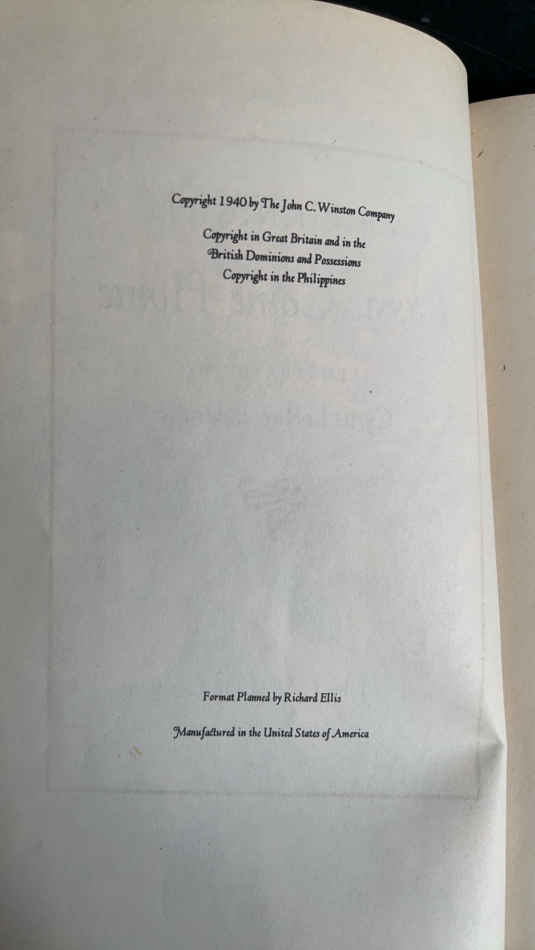 Copyright 1940 by The John C. Winston Company
Copyright in Great Britain and in the
British Dominions and Possessions
Copyright in the Philippines
Format Planned by Richard Ellis
Manufactured in the United States of America